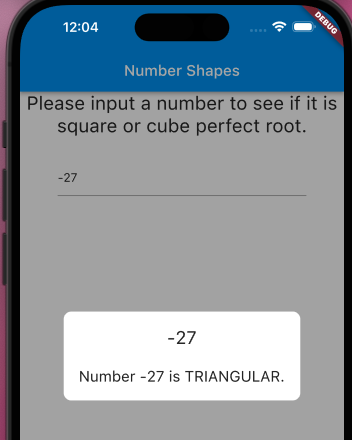 12:04
DEBUG
Number Shapes
Please input a number to see if it is
square or cube perfect root.
-27
-27
Number -27 is TRIANGULAR.